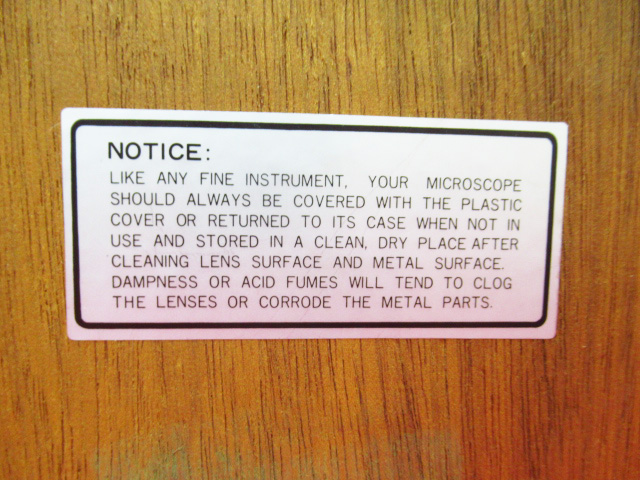 NOTICE:
LIKE ANY FINE INSTRUMENT, YOUR MICROSCOPE
SHOULD ALWAYS BE COVERED WITH THE PLASTIC
COVER OR RETURNED TO ITS CASE WHEN NOT IN
USE AND STORED IN A CLEAN, DRY PLACE AFTER
CLEANING LENS SURFACE AND METAL SURFACE.
DAMPNESS OR ACID FUMES WILL TEND TO CLOG
THE LENSES OR CORRODE THE METAL PARTS.